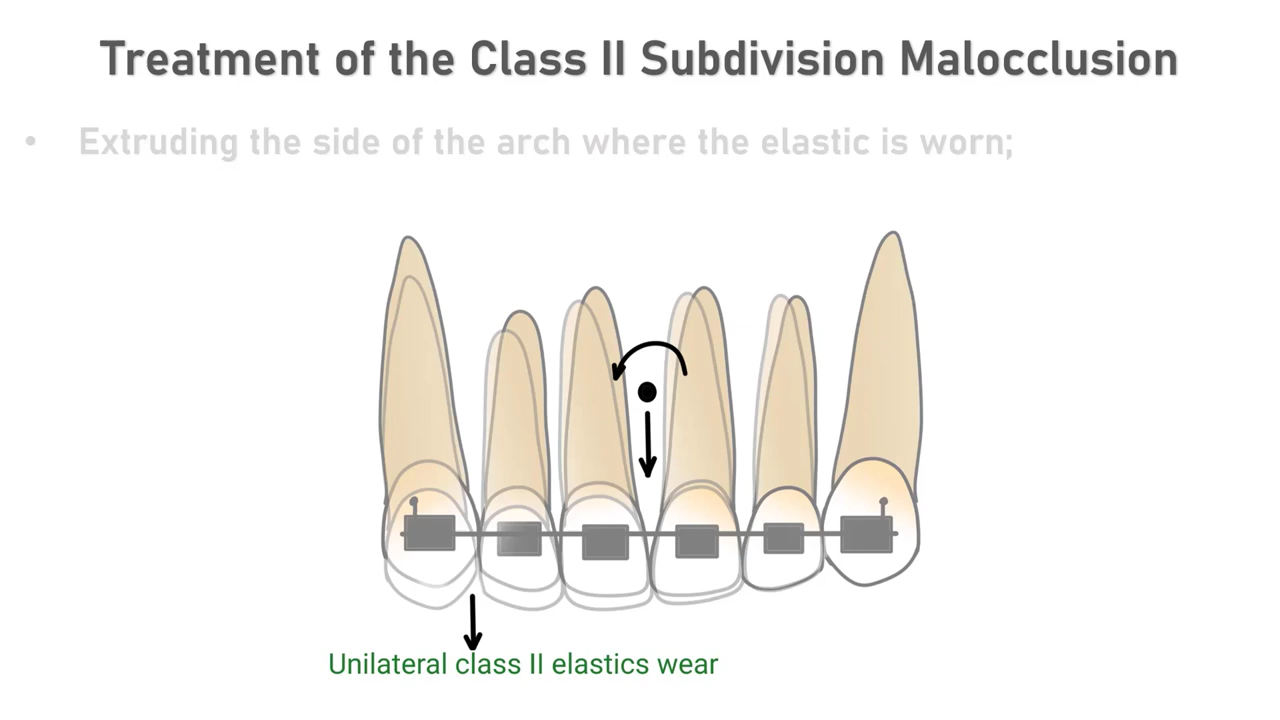 Treatment of the Class II Subdivision Malocclusion
• Extruding the side of the arch where the elastic is worn;
Unilateral class II elastics wear